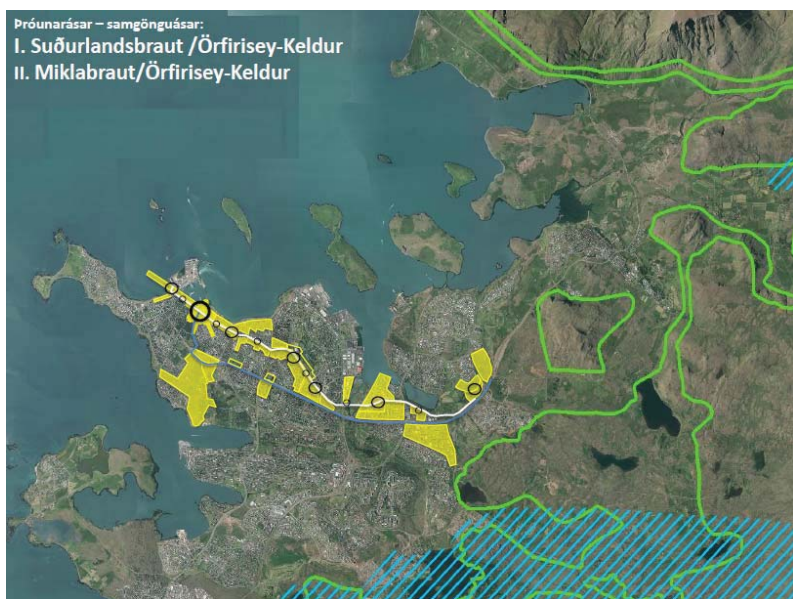 Þróunarásar – samgönguásar:
I. Suðurlandsbraut /Örfirisey-Keldur
II. Miklabraut/Örfirisey-Keldur